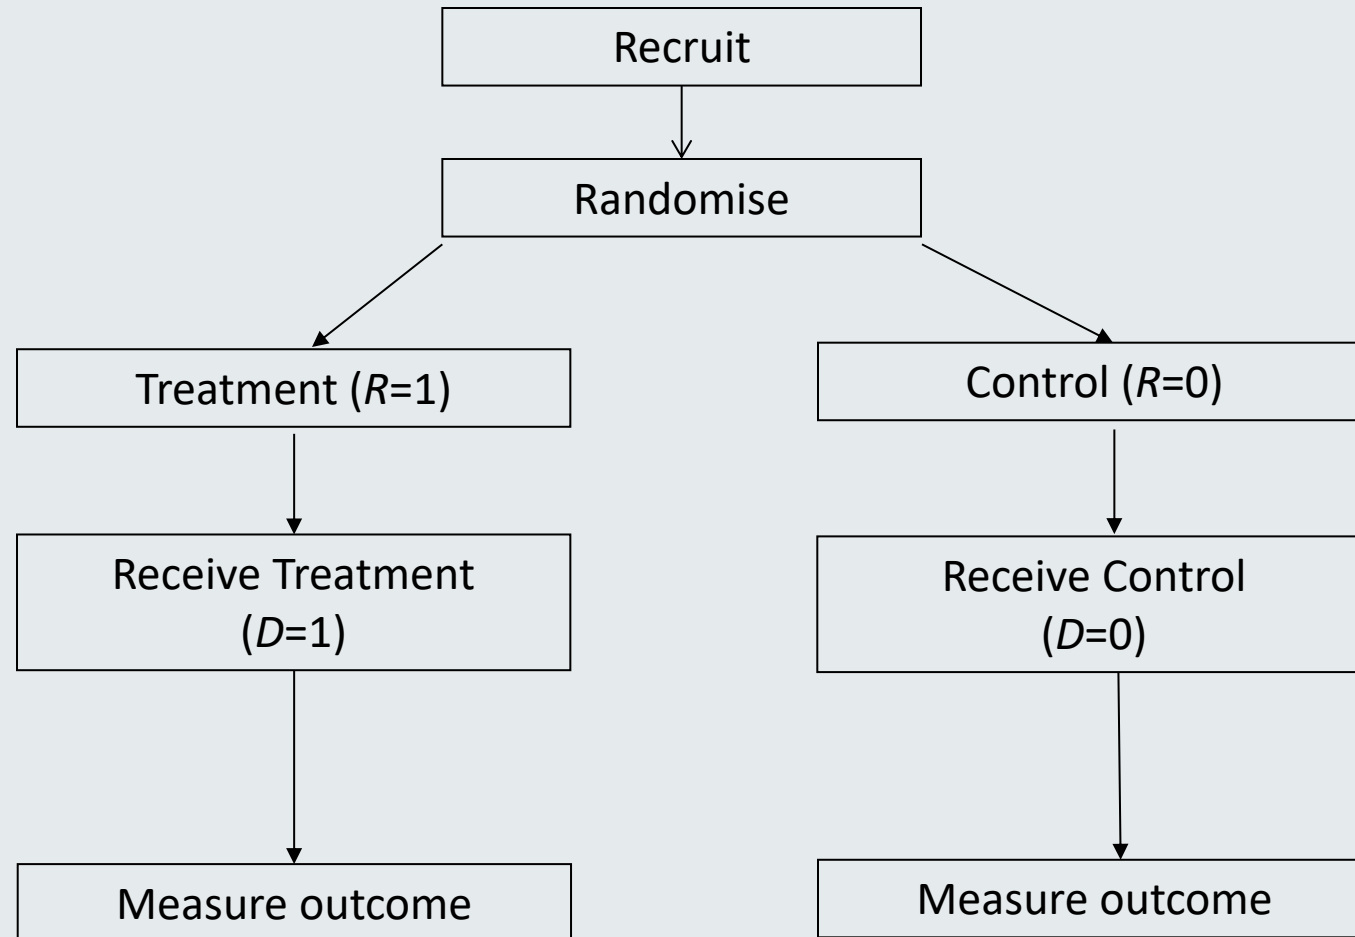 Recruit
Randomise
Treatment (R=1)
Control (R=0)
Receive Treatment
(D=1)
Receive Control
(D=0)
Measure outcome
Measure outcome